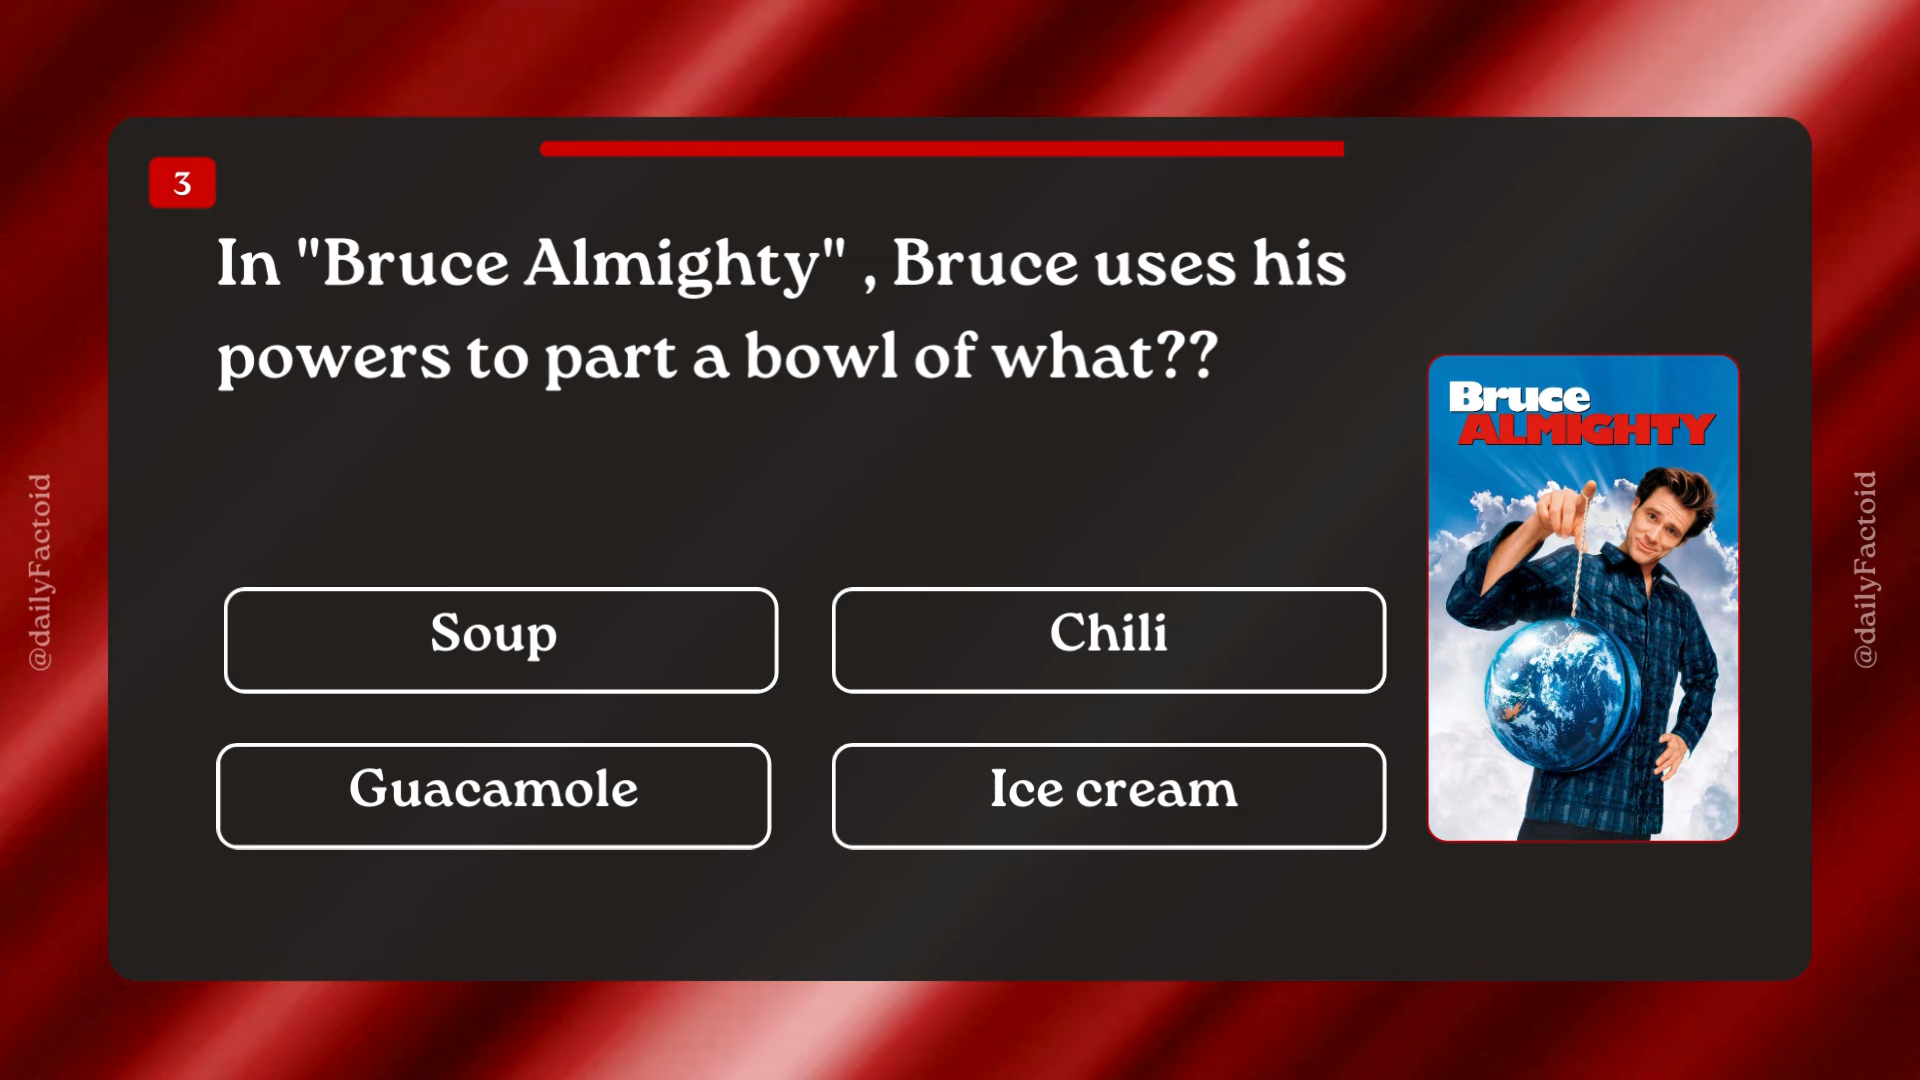 3
In "Bruce Almighty" , Bruce uses his
powers to part a bowl of what??
Soup
Chili
Guacamole
Ice cream
Bruce
ALMIGHTY
@dailyFactoid
@dailyFactoid